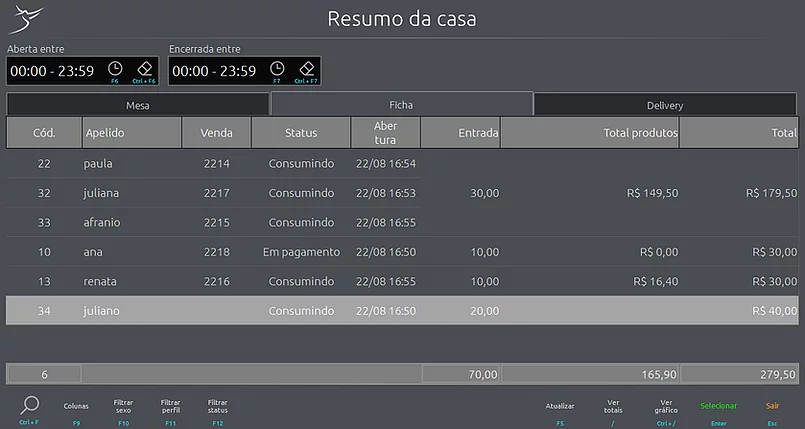 Resumo da casa
Aberta entre
Encerrada entre
00:00 - 23:59 F6 Ctrl + F6
00:00 - 23:59 F7 Ctrl + F7
Mesa Ficha Delivery
Cód. Apelido Venda Status Aber
tura Entrada Total produtos Total
22 paula 2214 Consumindo 22/08 16:54
32 juliana 2217 Consumindo 22/08 16:53 30,00 R$ 149,50 R$ 179,50
33 afranio 2215 Consumindo 22/08 16:55
10 ana 2218 Em pagamento 22/08 16:50 10,00 R$ 0,00 R$ 30,00
13 renata 2216 Consumindo 22/08 16:55 10,00 R$ 16,40 R$ 30,00
34 juliano Consumindo 22/08 16:50 20,00 R$ 40,00
6 70,00 165,90 279,50
Ctrl + F
Colunas
F9
Filtrar
sexo
F10
Filtrar
perfil
F11
Filtrar
status
F12
Atualizar
F5
Ver
totais
/
Ver
gráfico
Ctrl + /
Selecionar
Enter
Sair
Esc